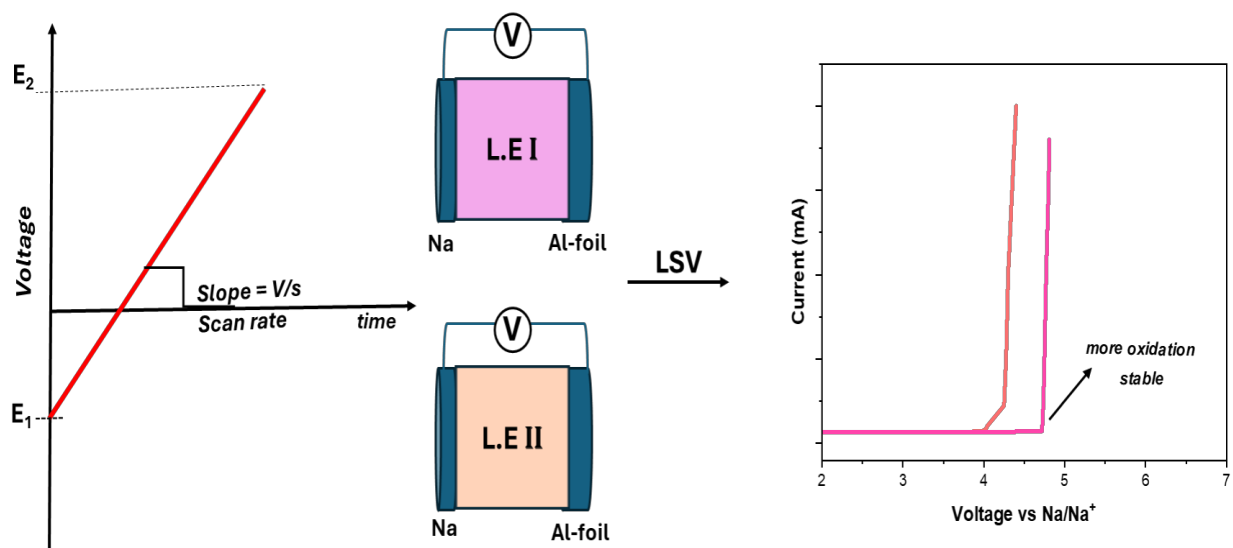 E2
Voltage
E1
Slope = V/s
Scan rate
time
V
L.E I
Na
Al-foil
V
L.E II
Na
Al-foil
LSV
Current (mA)
more oxidation
stable
2
3
4
5
6
7
Voltage vs Na/Na+